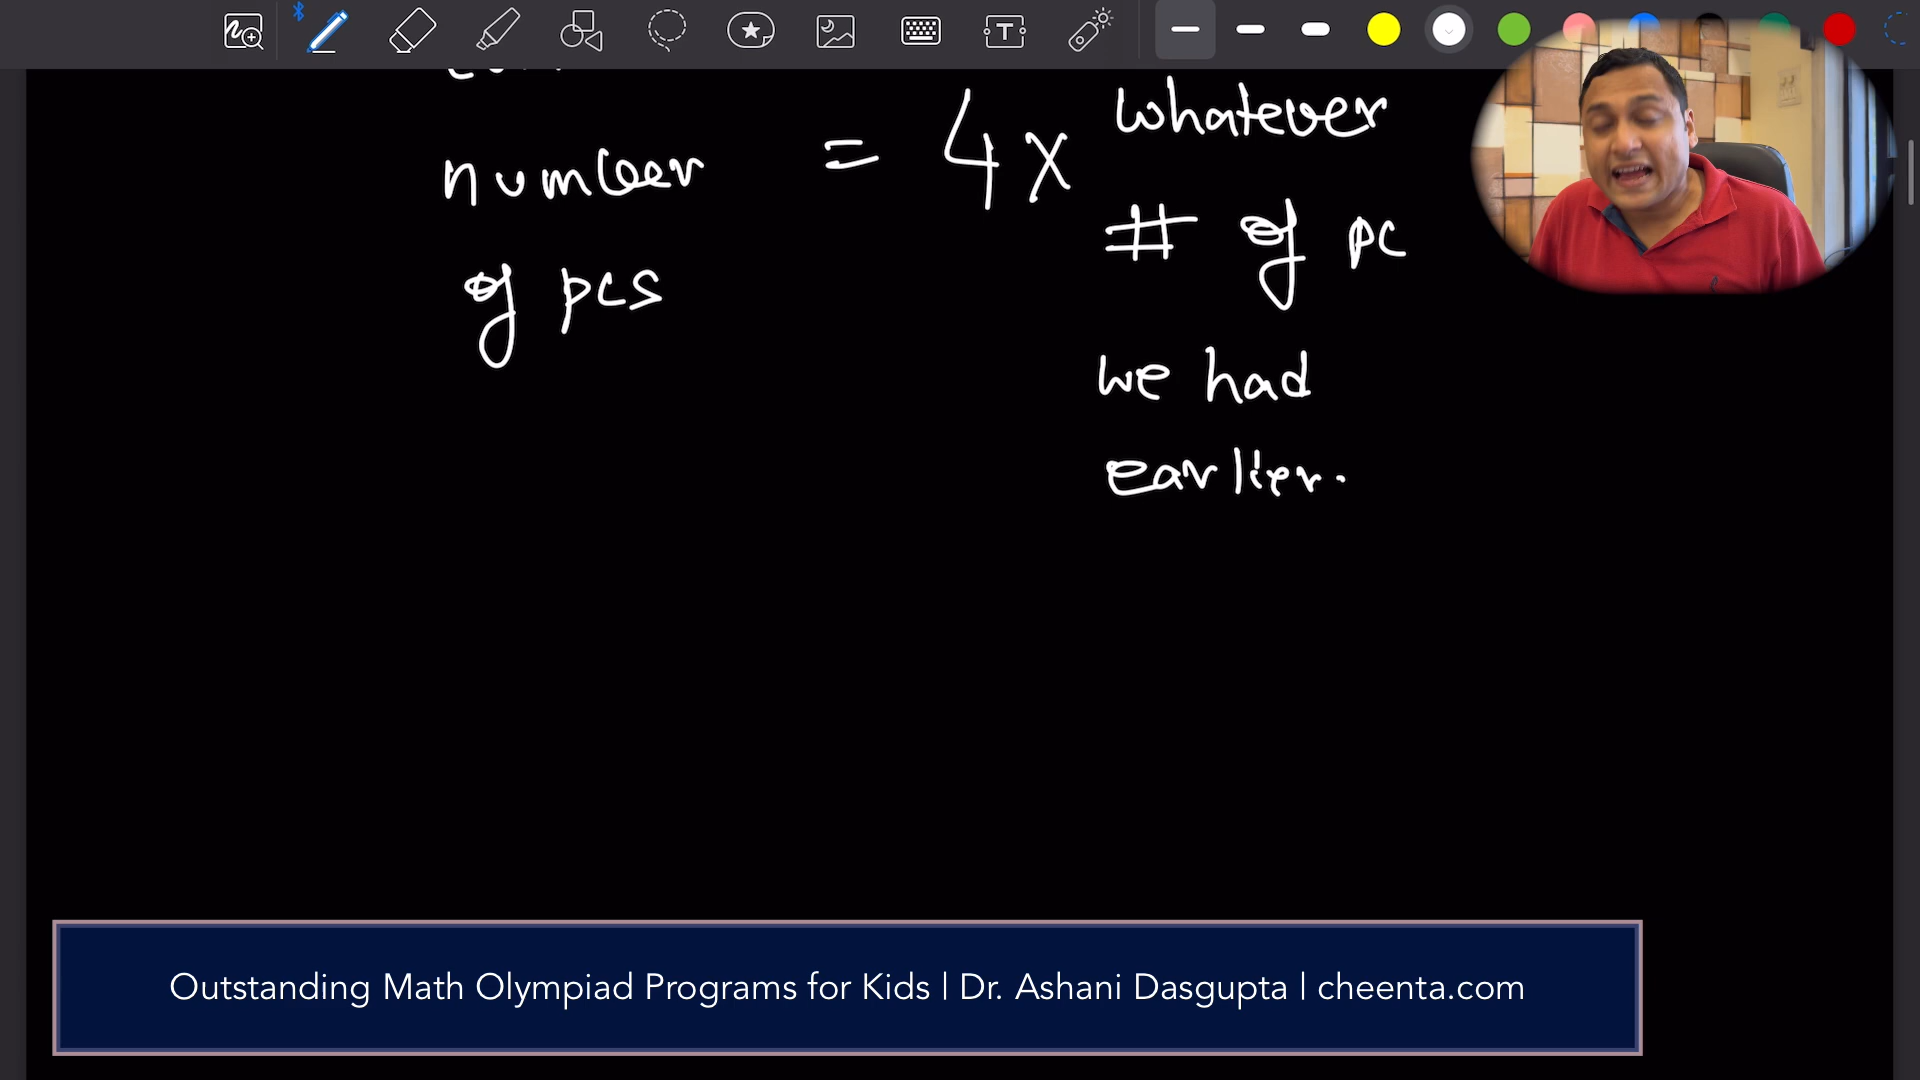 number
of pcs
= 4 x
whatever
# of pc
we had
earlier.
Outstanding Math Olympiad Programs for Kids | Dr. Ashani Dasgupta | cheenta.com